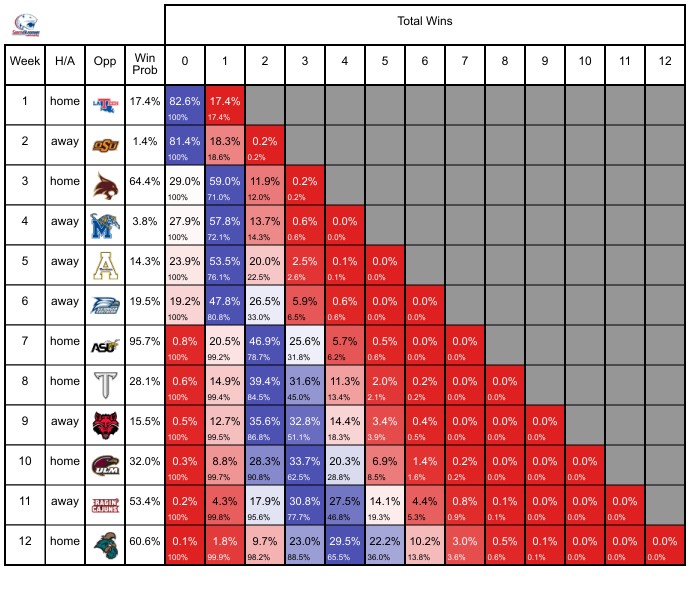 Total Wins
Week H/A Opp Win Prob 0 1 2 3 4 5 6 7 8 9 10 11 12
1 home LA TECH 17.4% 82.6% 17.4%
100% 17.4%
2 away OSU 1.4% 81.4% 18.3% 0.2%
100% 18.6% 0.2%
3 home 64.4% 29.0% 59.0% 11.9% 0.2%
100% 71.0% 12.0% 0.2%
4 away M 3.8% 27.9% 57.8% 13.7% 0.6% 0.0%
100% 72.1% 14.3% 0.6% 0.0%
5 away A 14.3% 23.9% 53.5% 20.0% 2.5% 0.1% 0.0%
100% 76.1% 22.5% 2.6% 0.1% 0.0%
6 away 19.5% 19.2% 47.8% 26.5% 5.9% 0.6% 0.0% 0.0%
100% 80.8% 33.0% 6.5% 0.6% 0.0% 0.0%
7 home ASU 95.7% 0.8% 20.5% 46.9% 25.6% 5.7% 0.5% 0.0% 0.0%
100% 99.2% 78.7% 31.8% 6.2% 0.6% 0.0% 0.0%
8 home T 28.1% 0.6% 14.9% 39.4% 31.6% 11.3% 2.0% 0.2% 0.0% 0.0%
100% 99.4% 84.5% 45.0% 13.4% 2.1% 0.2% 0.0% 0.0%
9 away 15.5% 0.5% 12.7% 35.6% 32.8% 14.4% 3.4% 0.4% 0.0% 0.0% 0.0%
100% 99.5% 86.8% 51.1% 18.3% 3.9% 0.5% 0.0% 0.0% 0.0%
10 home ULM 32.0% 0.3% 8.8% 28.3% 33.7% 20.3% 6.9% 1.4% 0.2% 0.0% 0.0% 0.0%
100% 99.7% 90.8% 62.5% 28.8% 8.5% 1.6% 0.2% 0.0% 0.0% 0.0%
11 away RAGIN CAJUNS 53.4% 0.2% 4.3% 17.9% 30.8% 27.5% 14.1% 4.4% 0.8% 0.1% 0.0% 0.0% 0.0%
100% 99.8% 95.6% 77.7% 46.8% 19.3% 5.3% 0.9% 0.1% 0.0% 0.0% 0.0%
12 home 60.6% 0.1% 1.8% 9.7% 23.0% 29.5% 22.2% 10.2% 3.0% 0.5% 0.1% 0.0% 0.0% 0.0%
100% 99.9% 98.2% 88.5% 65.5% 36.0% 13.8% 3.6% 0.6% 0.1% 0.0% 0.0% 0.0%